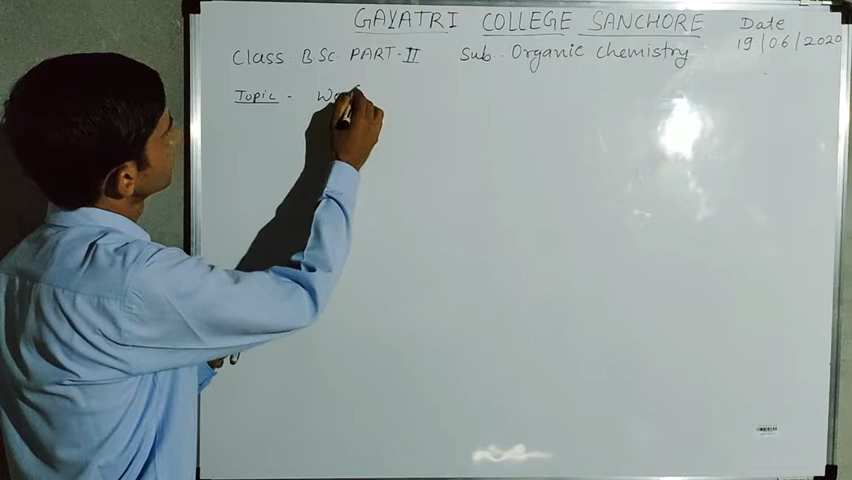 GAYATRI COLLEGE SANCHORE
Date
19/06/2020
Class. B.Sc. PART-II Sub. Organic chemistry
Topic -